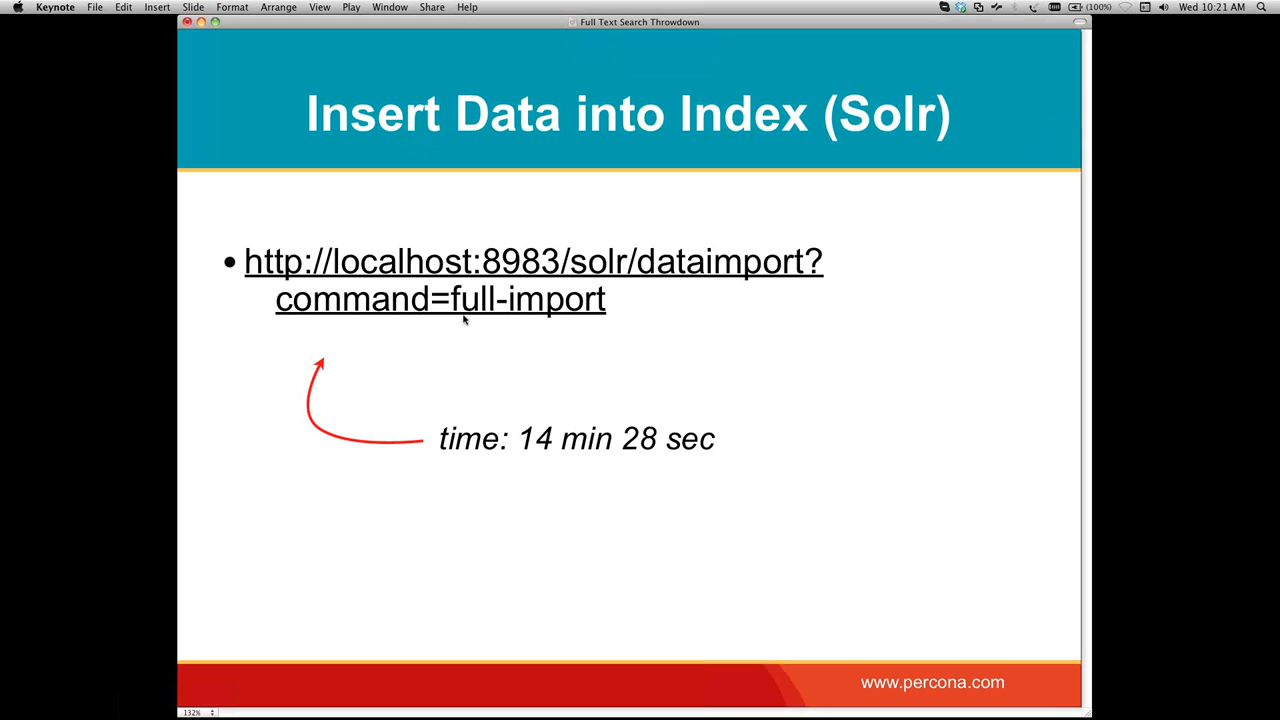 Keynote File Edit Insert Slide Format Arrange View Play Window Share Help (100%) Wed 10:21 AM
Full Text Search Throwdown
Insert Data into Index (Solr)
• http://localhost:8983/solr/dataimport?
command=full-import
time: 14 min 28 sec
www.percona.com
132%